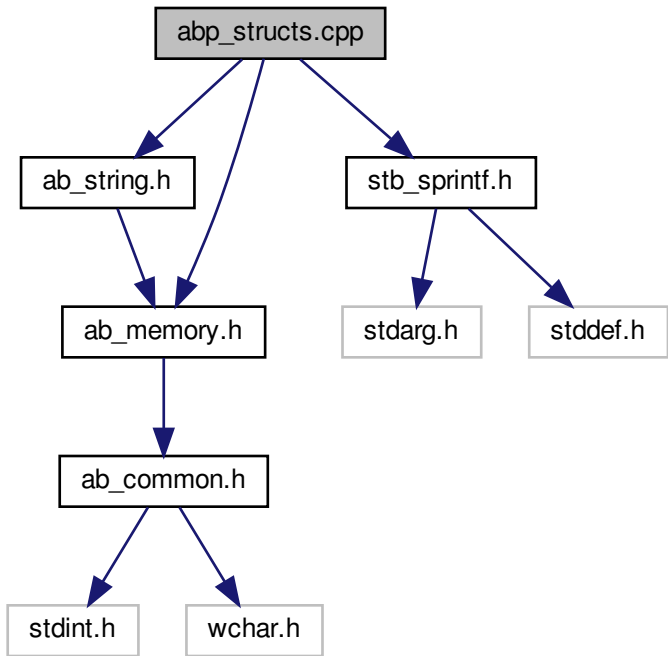 abp_structs.cpp
ab_string.h
stb_sprintf.h
ab_memory.h
stdarg.h
stddef.h
ab_common.h
stdint.h
wchar.h